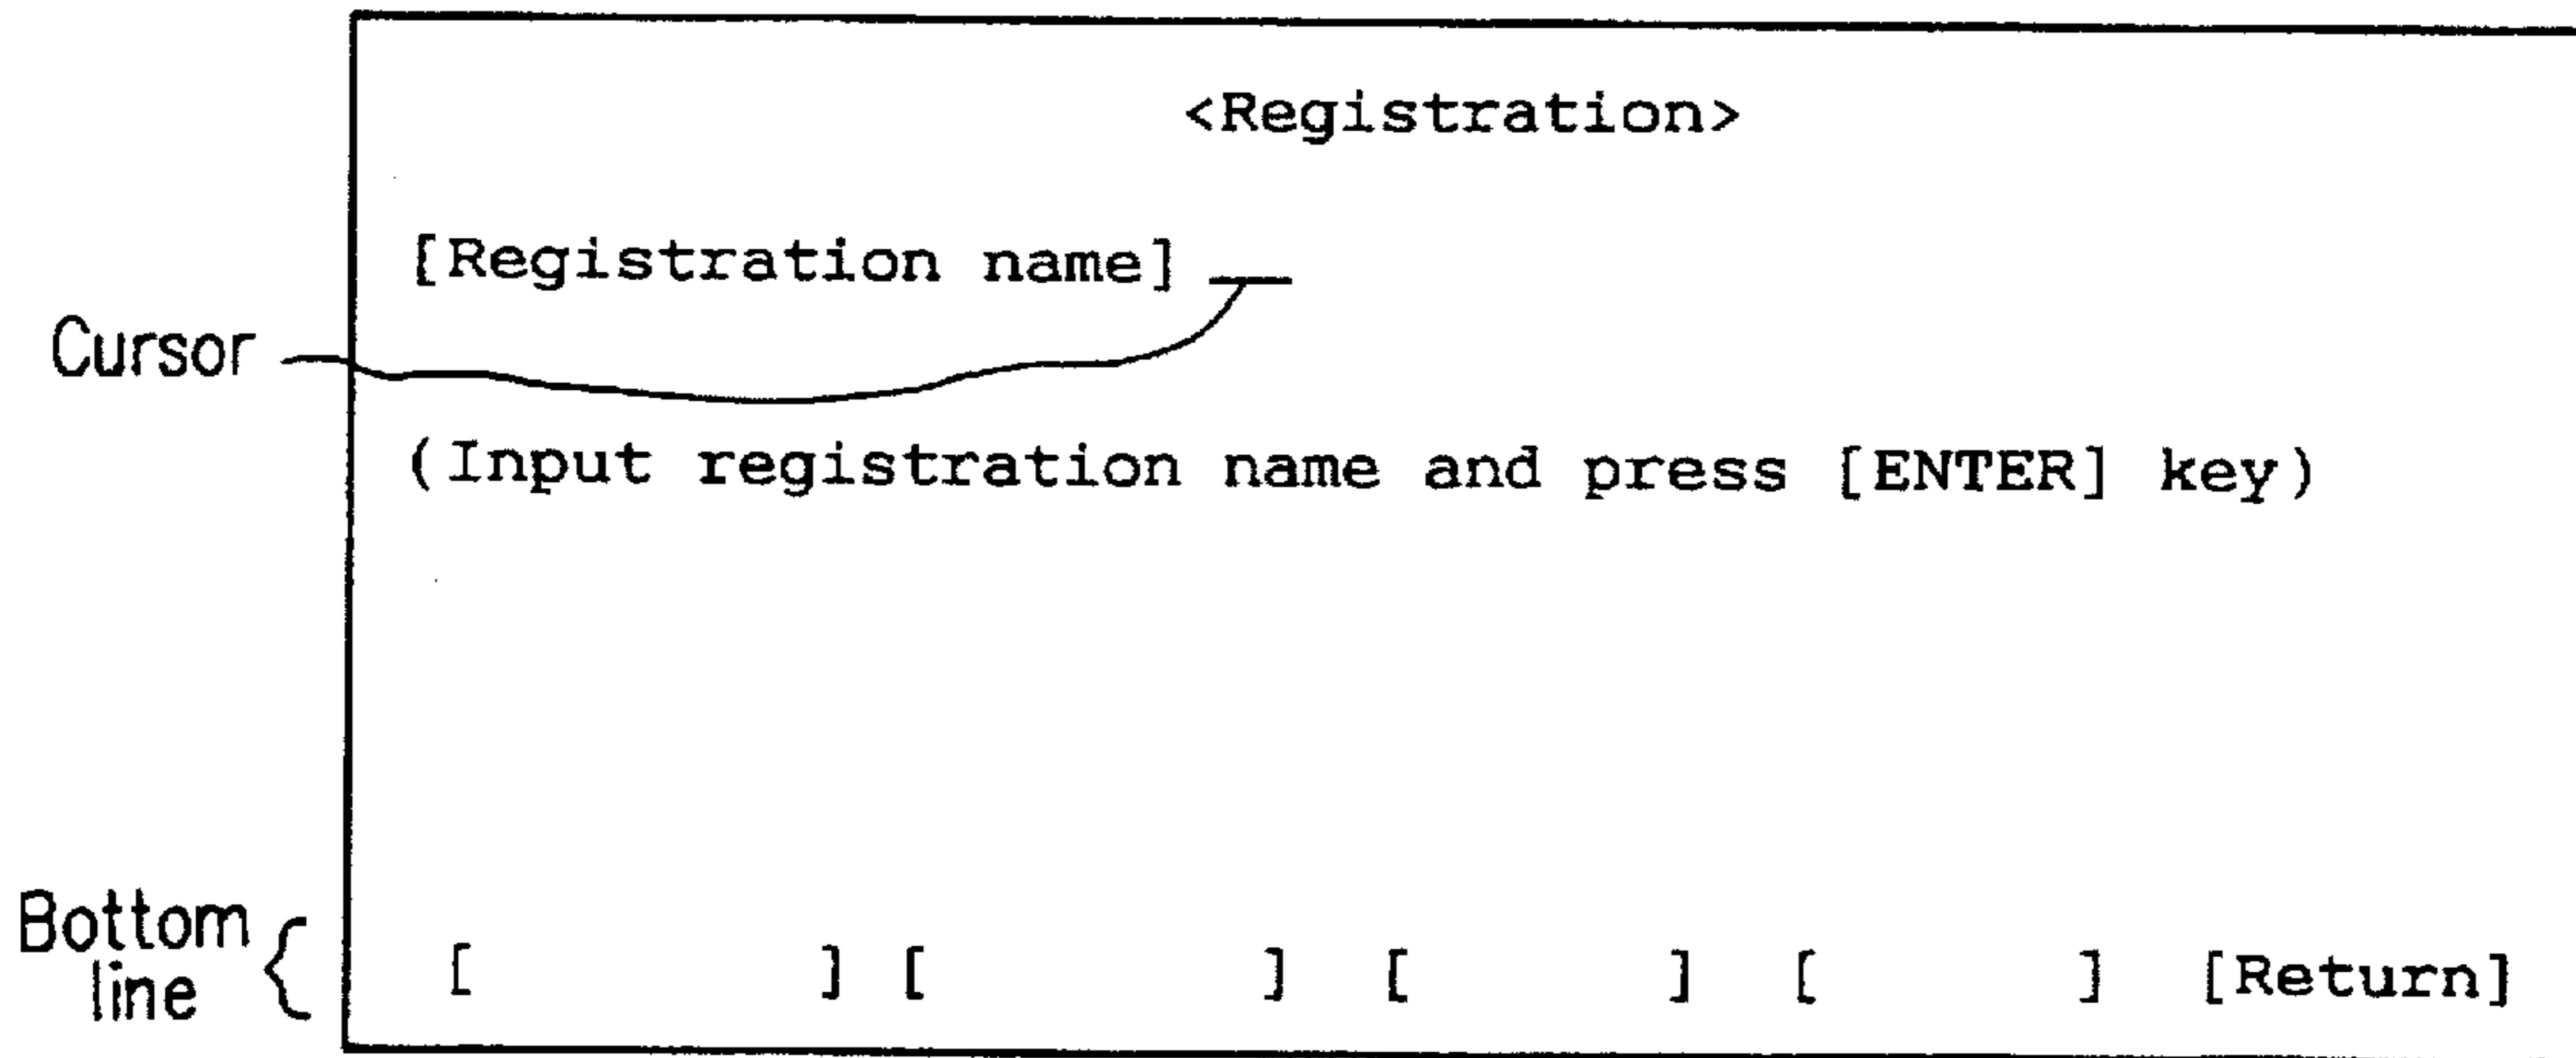 <Registration>
[Registration name]
Cursor
(Input registration name and press [ENTER] key)
Bottom
line
[ ] [ ] [ ] [ ] [Return]